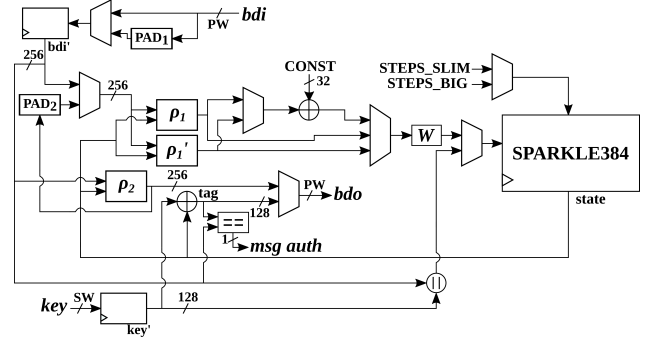 bdi
PW
PAD1
bdi'
256
CONST
32
STEPS_SLIM
STEPS_BIG
256
PAD2
ρ1
ρ1'
W
SPARKLE384
state
ρ2
256
tag
128
PW
bdo
==
1
msg auth
||
key
SW
128
key'